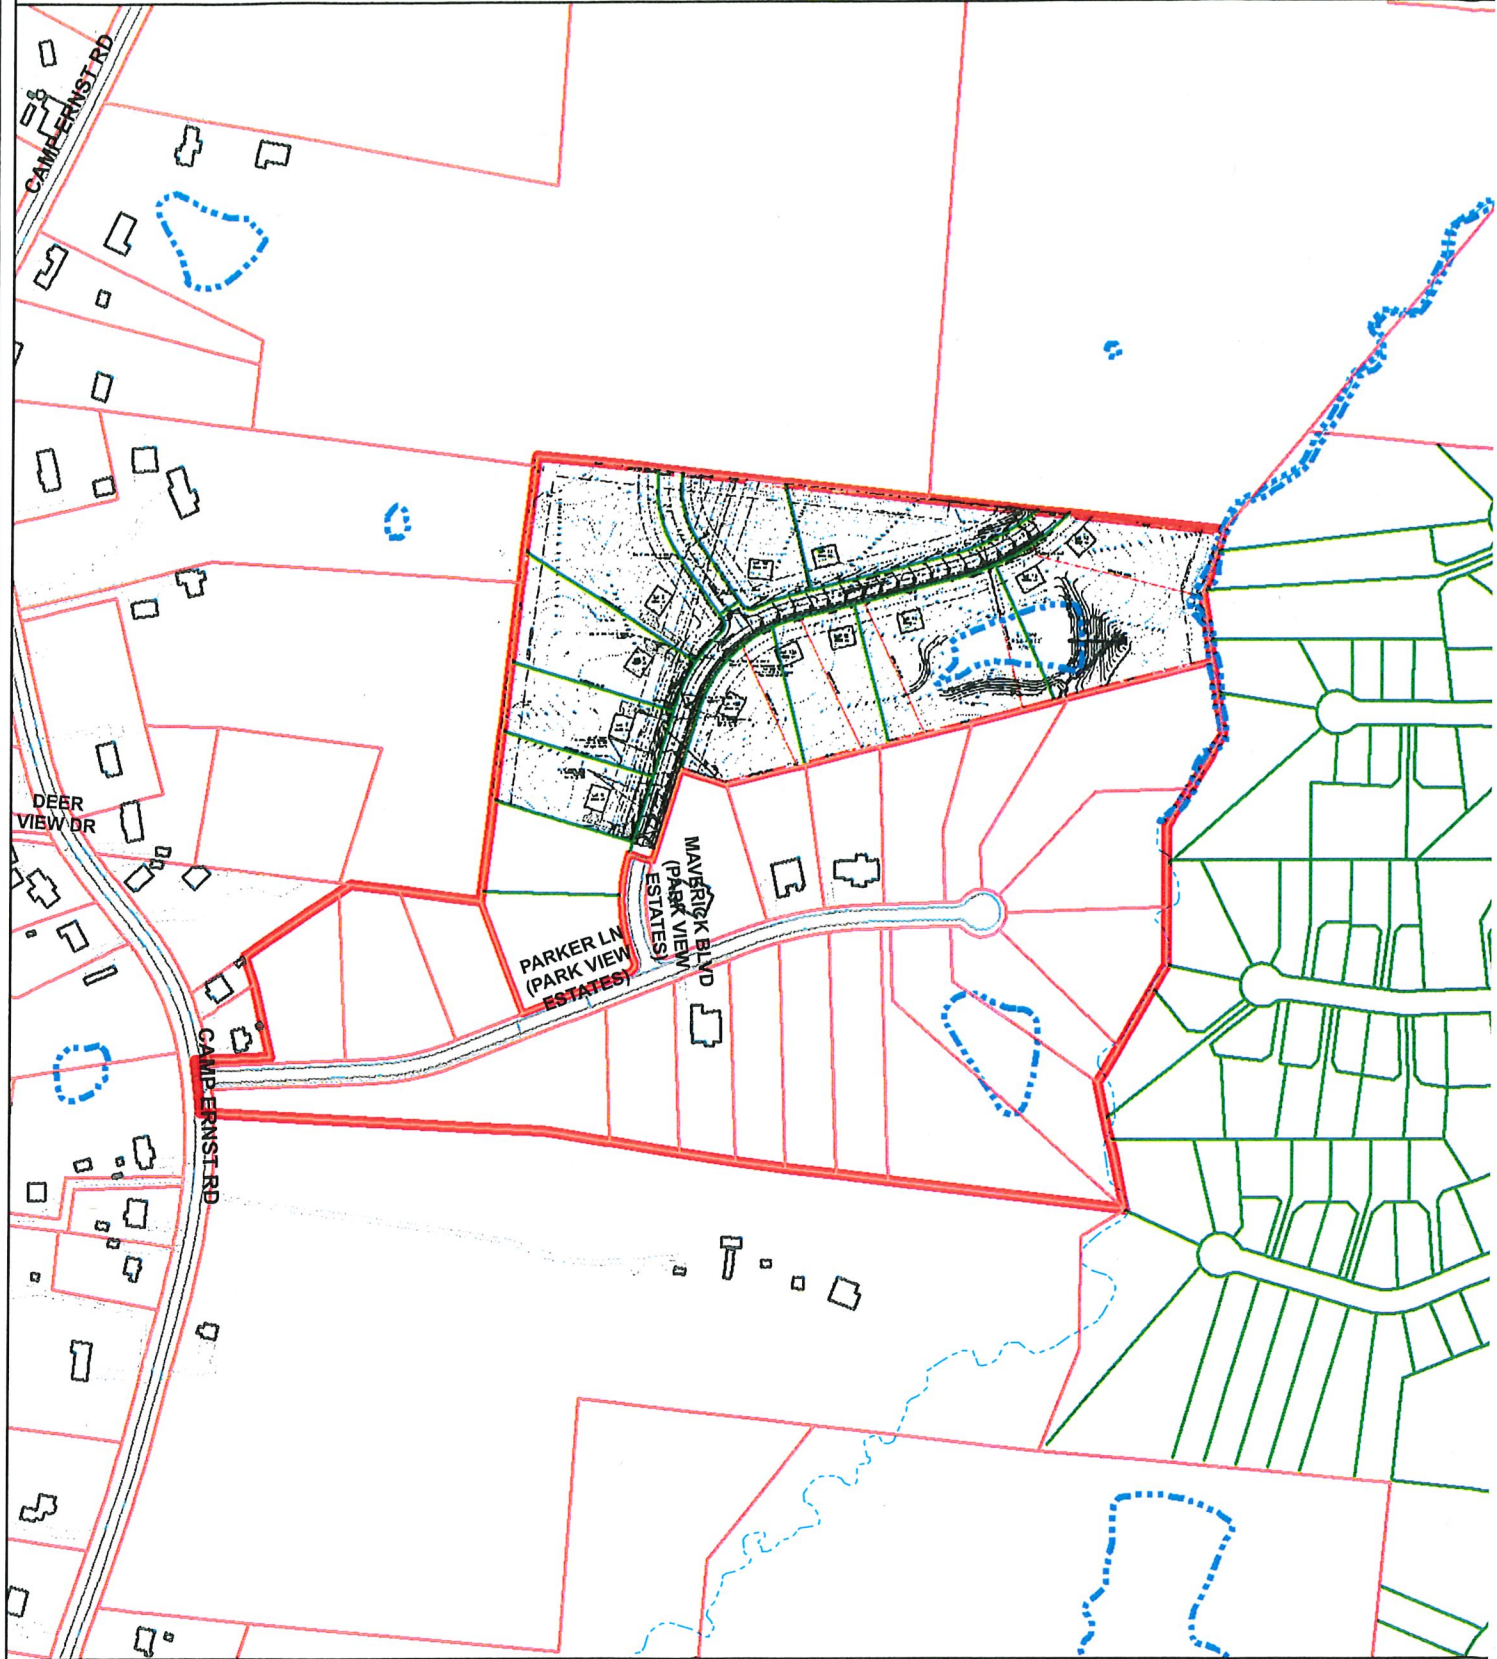 CAMP ERNST RD
DEER
VIEW DR
MAVERICK BLVD
(PARK VIEW
ESTATES)
PARKER LN
(PARK VIEW
ESTATES)
CAMP ERNST RD